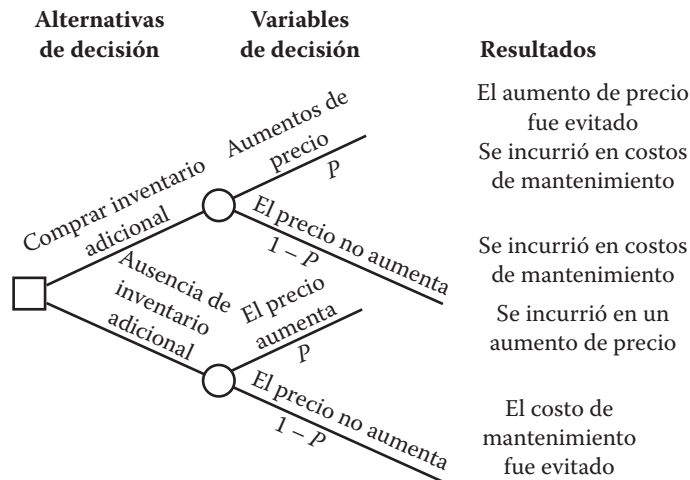 Alternativas
de decisión
Variables
de decisión
Resultados
Comprar inventario
adicional
Aumentos de
precio
P
El aumento de precio
fue evitado
Se incurrió en costos
de mantenimiento
El precio no aumenta
1 – P
Se incurrió en costos
de mantenimiento
Ausencia de
inventario
adicional
El precio
aumenta
P
Se incurrió en un
aumento de precio
El precio no aumenta
1 – P
El costo de
mantenimiento
fue evitado